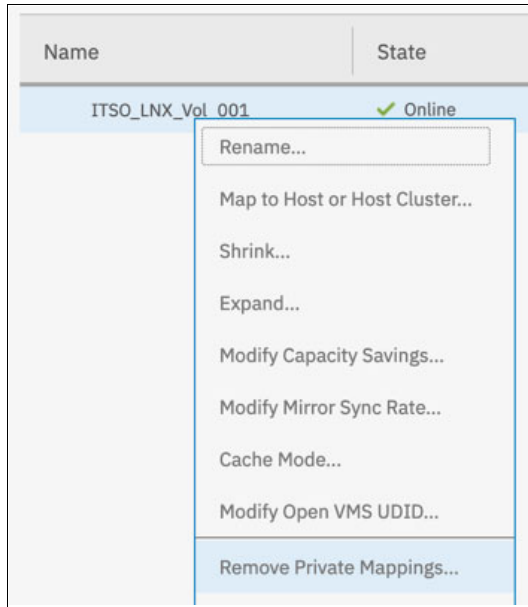 Name State
ITSO_LNX_Vol_001 Online
Rename...
Map to Host or Host Cluster...
Shrink...
Expand...
Modify Capacity Savings...
Modify Mirror Sync Rate...
Cache Mode...
Modify Open VMS UDID...
Remove Private Mappings...